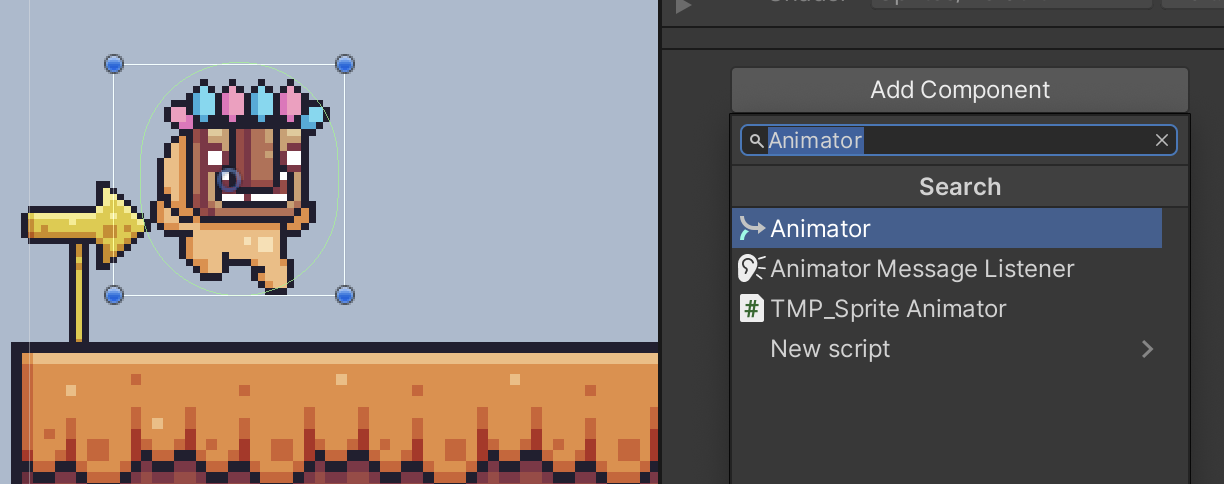 Add Component
Animator
Search
Animator
Animator Message Listener
TMP_Sprite Animator
New script